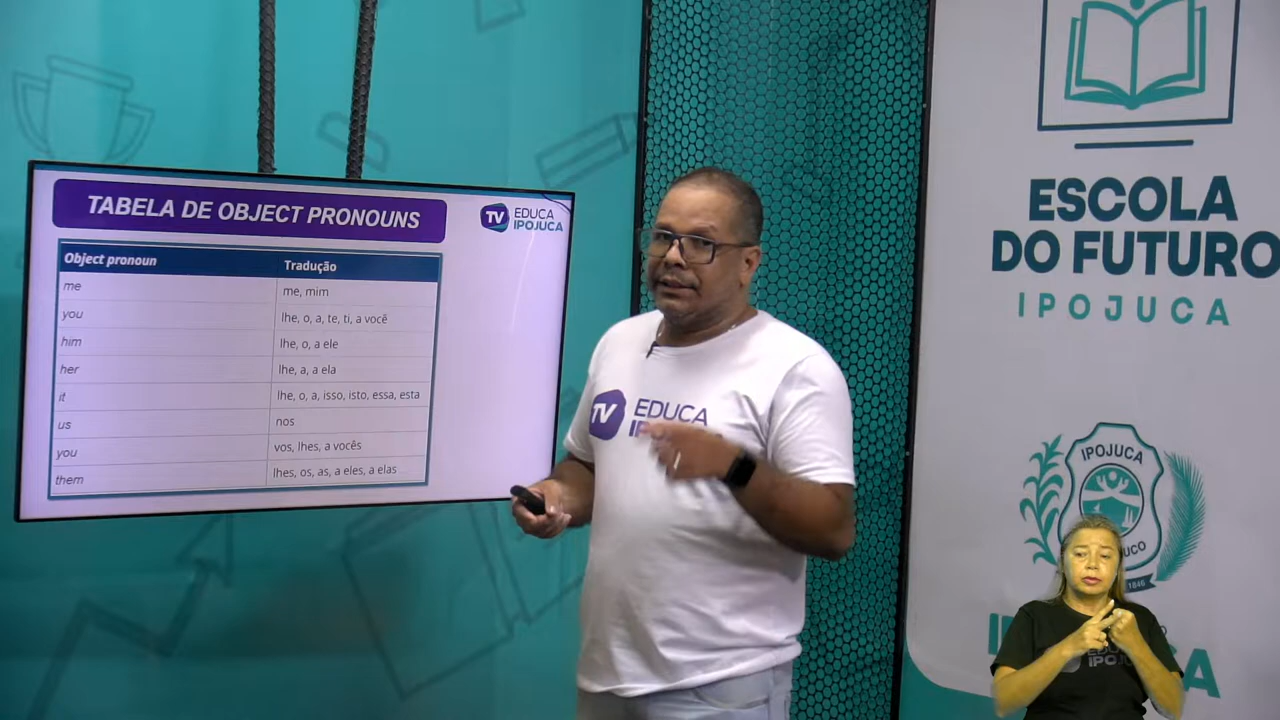 TABELA DE OBJECT PRONOUNS
TV EDUCA
IPOJUCA
Object pronoun Tradução
me me, mim
you lhe, o, a, te, ti, a você
him lhe, o, a ele
her lhe, a, a ela
it lhe, o, a, isso, isto, essa, esta
us nos
you vos, lhes, a vocês
them lhes, os, as, a eles, a elas
TV EDUCA
ESCOLA
DO FUTURO
IPOJUCA
IPOJUCA
1846
IPOJUCA